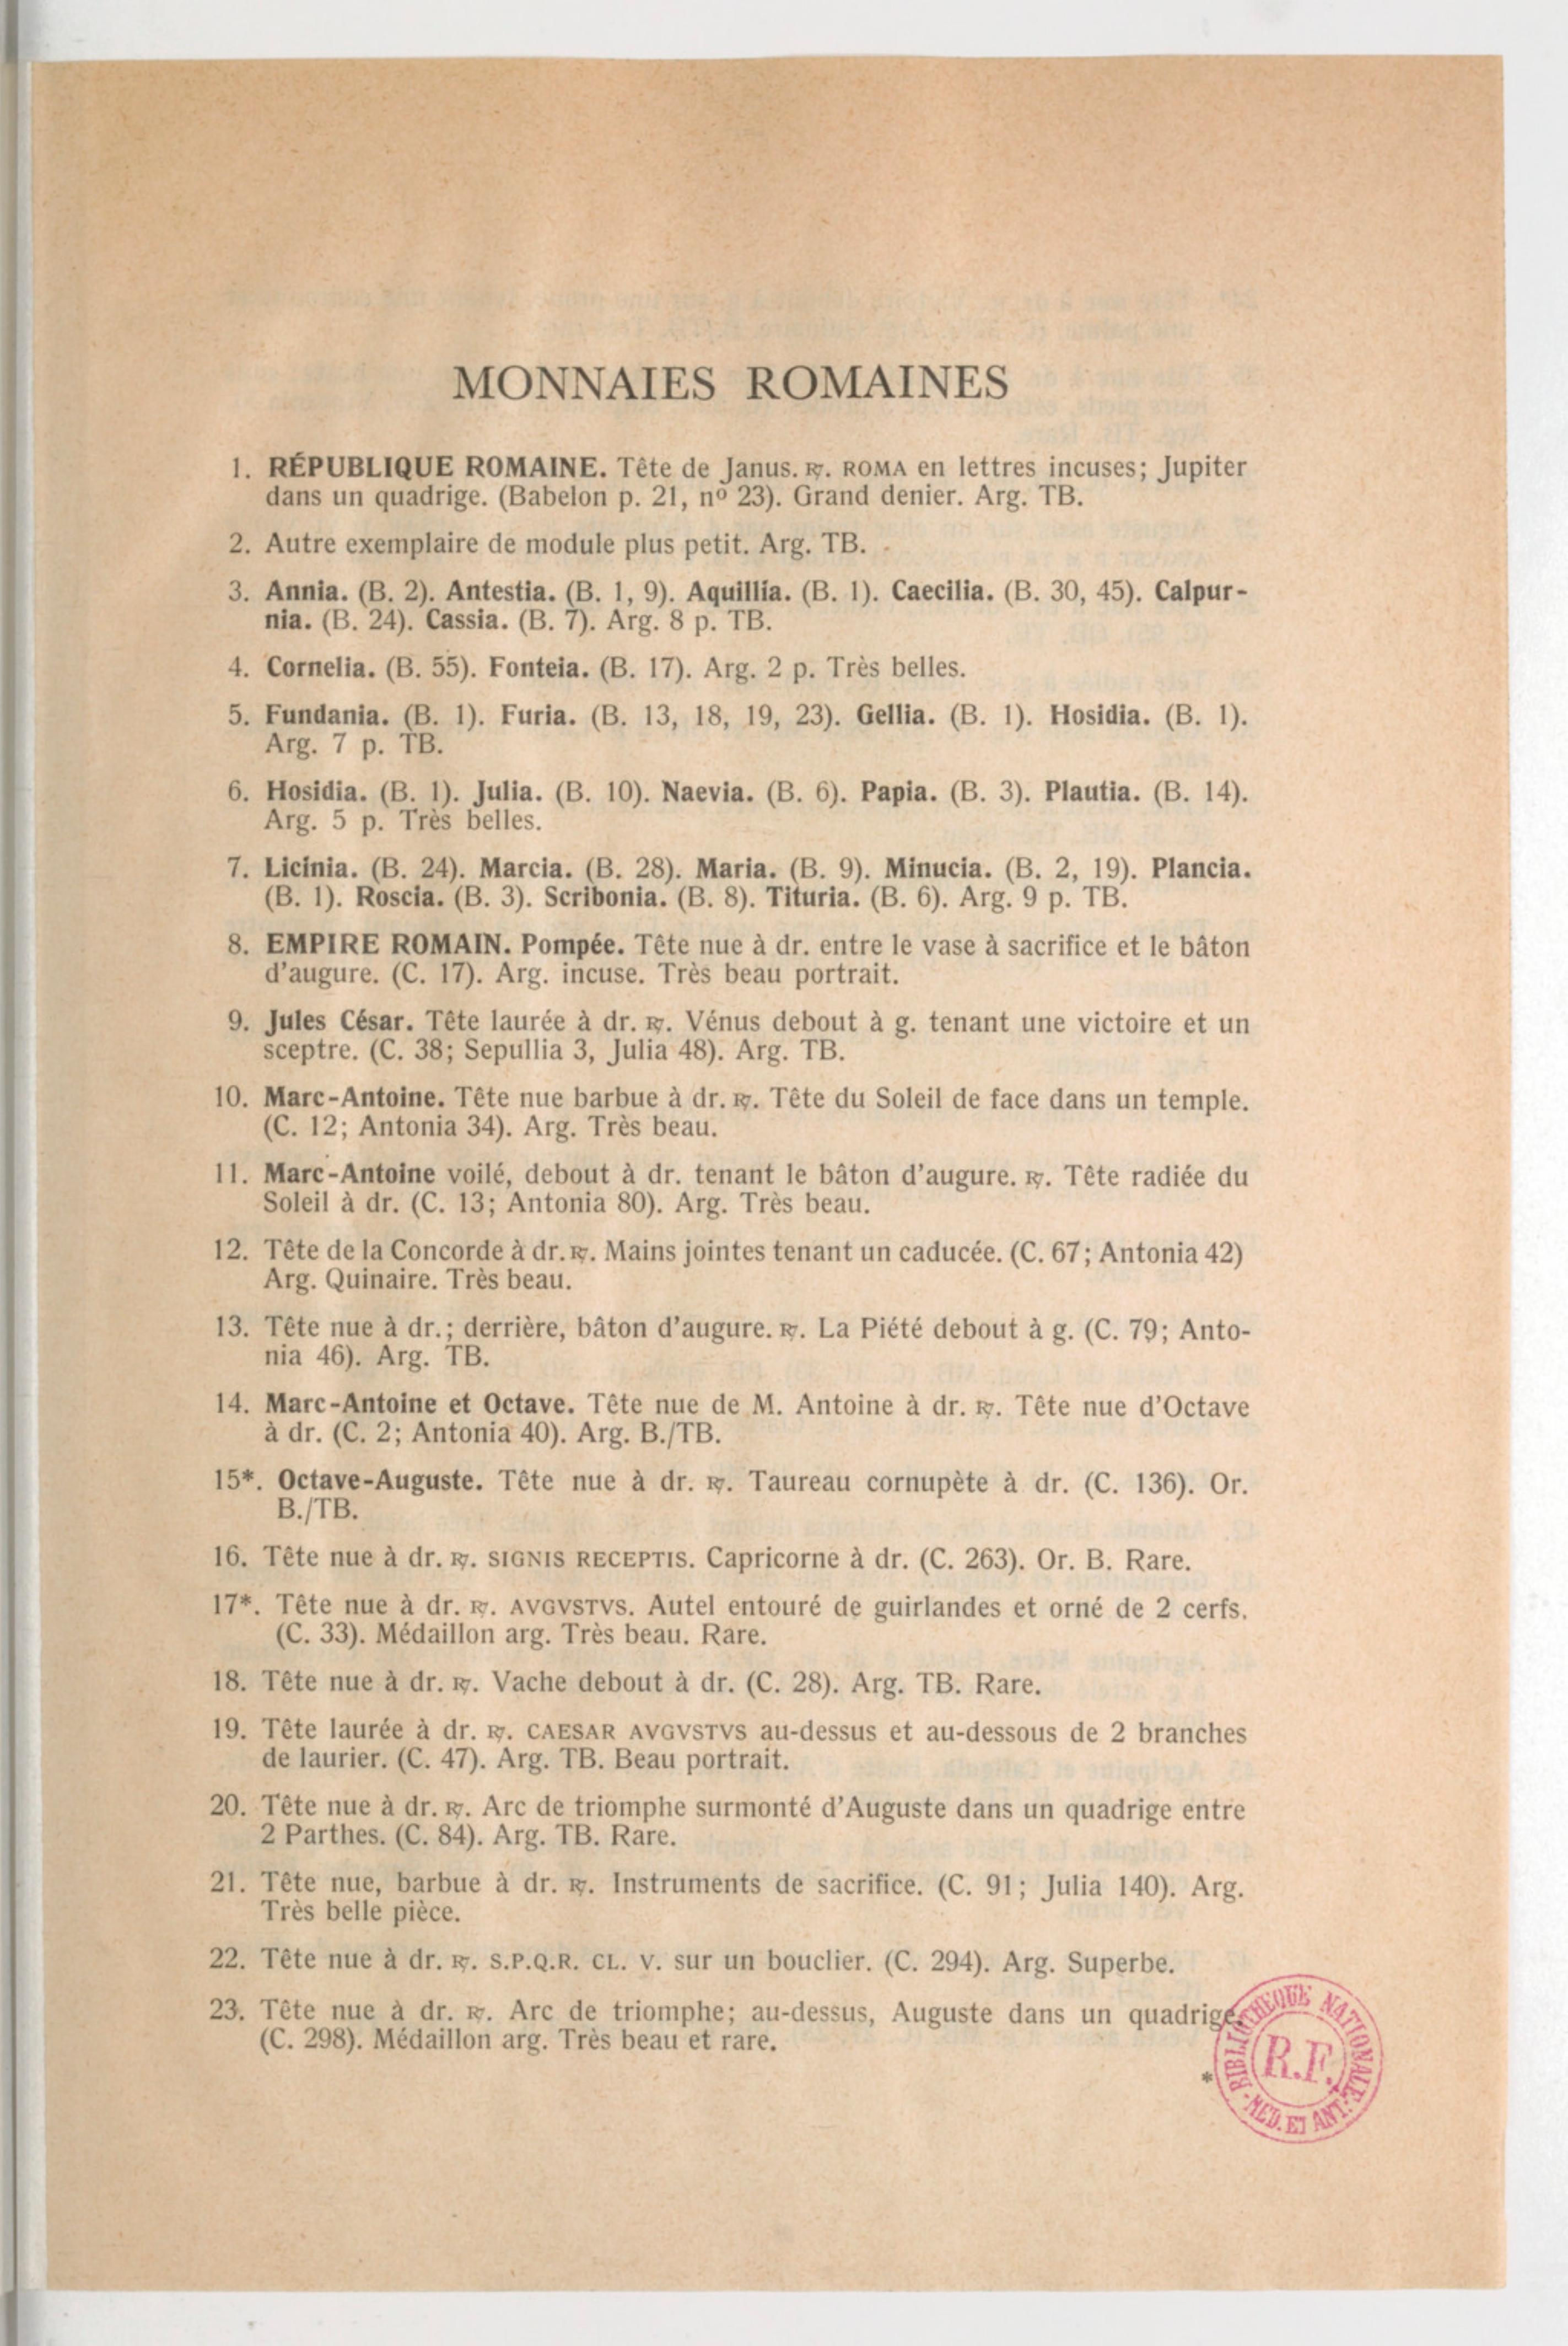 MONNAIES ROMAINES
1. RÉPUBLIQUE ROMAINE. Tête de Janus. ℞. ROMA en lettres incuses; Jupiter
dans un quadrige. (Babelon p. 21, nº 23). Grand denier. Arg. TB.
2. Autre exemplaire de module plus petit. Arg. TB.
3. Annia. (B. 2). Antestia. (B. 1, 9). Aquillia. (B. 1). Caecilia. (B. 30, 45). Calpur-
nia. (B. 24). Cassia. (B. 7). Arg. 8 p. TB.
4. Cornelia. (B. 55). Fonteia. (B. 17). Arg. 2 p. Très belles.
5. Fundania. (B. 1). Furia. (B. 13, 18, 19, 23). Gellia. (B. 1). Hosidia. (B. 1).
Arg. 7 p. TB.
6. Hosidia. (B. 1). Julia. (B. 10). Naevia. (B. 6). Papia. (B. 3). Plautia. (B. 14).
Arg. 5 p. Très belles.
7. Licinia. (B. 24). Marcia. (B. 28). Maria. (B. 9). Minucia. (B. 2, 19). Plancia.
(B. 1). Roscia. (B. 3). Scribonia. (B. 8). Tituria. (B. 6). Arg. 9 p. TB.
8. EMPIRE ROMAIN. Pompée. Tête nue à dr. entre le vase à sacrifice et le bâton
d'augure. (C. 17). Arg. incuse. Très beau portrait.
9. Jules César. Tête laurée à dr. ℞. Vénus debout à g. tenant une victoire et un
sceptre. (C. 38; Sepullia 3, Julia 48). Arg. TB.
10. Marc-Antoine. Tête nue barbue à dr. ℞. Tête du Soleil de face dans un temple.
(C. 12; Antonia 34). Arg. Très beau.
11. Marc-Antoine voilé, debout à dr. tenant le bâton d'augure. ℞. Tête radiée du
Soleil à dr. (C. 13; Antonia 80). Arg. Très beau.
12. Tête de la Concorde à dr. ℞. Mains jointes tenant un caducée. (C. 67; Antonia 42)
Arg. Quinaire. Très beau.
13. Tête nue à dr.; derrière, bâton d'augure. ℞. La Piété debout à g. (C. 79; Anto-
nia 46). Arg. TB.
14. Marc-Antoine et Octave. Tête nue de M. Antoine à dr. ℞. Tête nue d'Octave
à dr. (C. 2; Antonia 40). Arg. B./TB.
15*. Octave-Auguste. Tête nue à dr. ℞. Taureau cornupète à dr. (C. 136). Or.
B./TB.
16. Tête nue à dr. ℞. SIGNIS RECEPTIS. Capricorne à dr. (C. 263). Or. B. Rare.
17*. Tête nue à dr. ℞. AVGVSTVS. Autel entouré de guirlandes et orné de 2 cerfs.
(C. 33). Médaillon arg. Très beau. Rare.
18. Tête nue à dr. ℞. Vache debout à dr. (C. 28). Arg. TB. Rare.
19. Tête laurée à dr. ℞. CAESAR AVGVSTVS au-dessus et au-dessous de 2 branches
de laurier. (C. 47). Arg. TB. Beau portrait.
20. Tête nue à dr. ℞. Arc de triomphe surmonté d'Auguste dans un quadrige entre
2 Parthes. (C. 84). Arg. TB. Rare.
21. Tête nue, barbue à dr. ℞. Instruments de sacrifice. (C. 91; Julia 140). Arg.
Très belle pièce.
22. Tête nue à dr. ℞. S.P.Q.R. CL. V. sur un bouclier. (C. 294). Arg. Superbe.
23. Tête nue à dr. ℞. Arc de triomphe; au-dessus, Auguste dans un quadrige.
(C. 298). Médaillon arg. Très beau et rare.
*
BIBLIOTHEQUE NATIONALE
R.F.
MED. ET ANT.